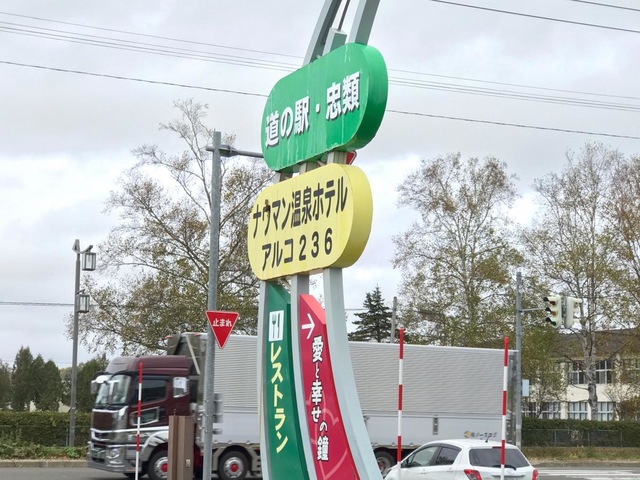 道の駅・忠類
ナウマン温泉ホテル
アルコ236
止まれ
レストラン
→愛と幸せの鐘